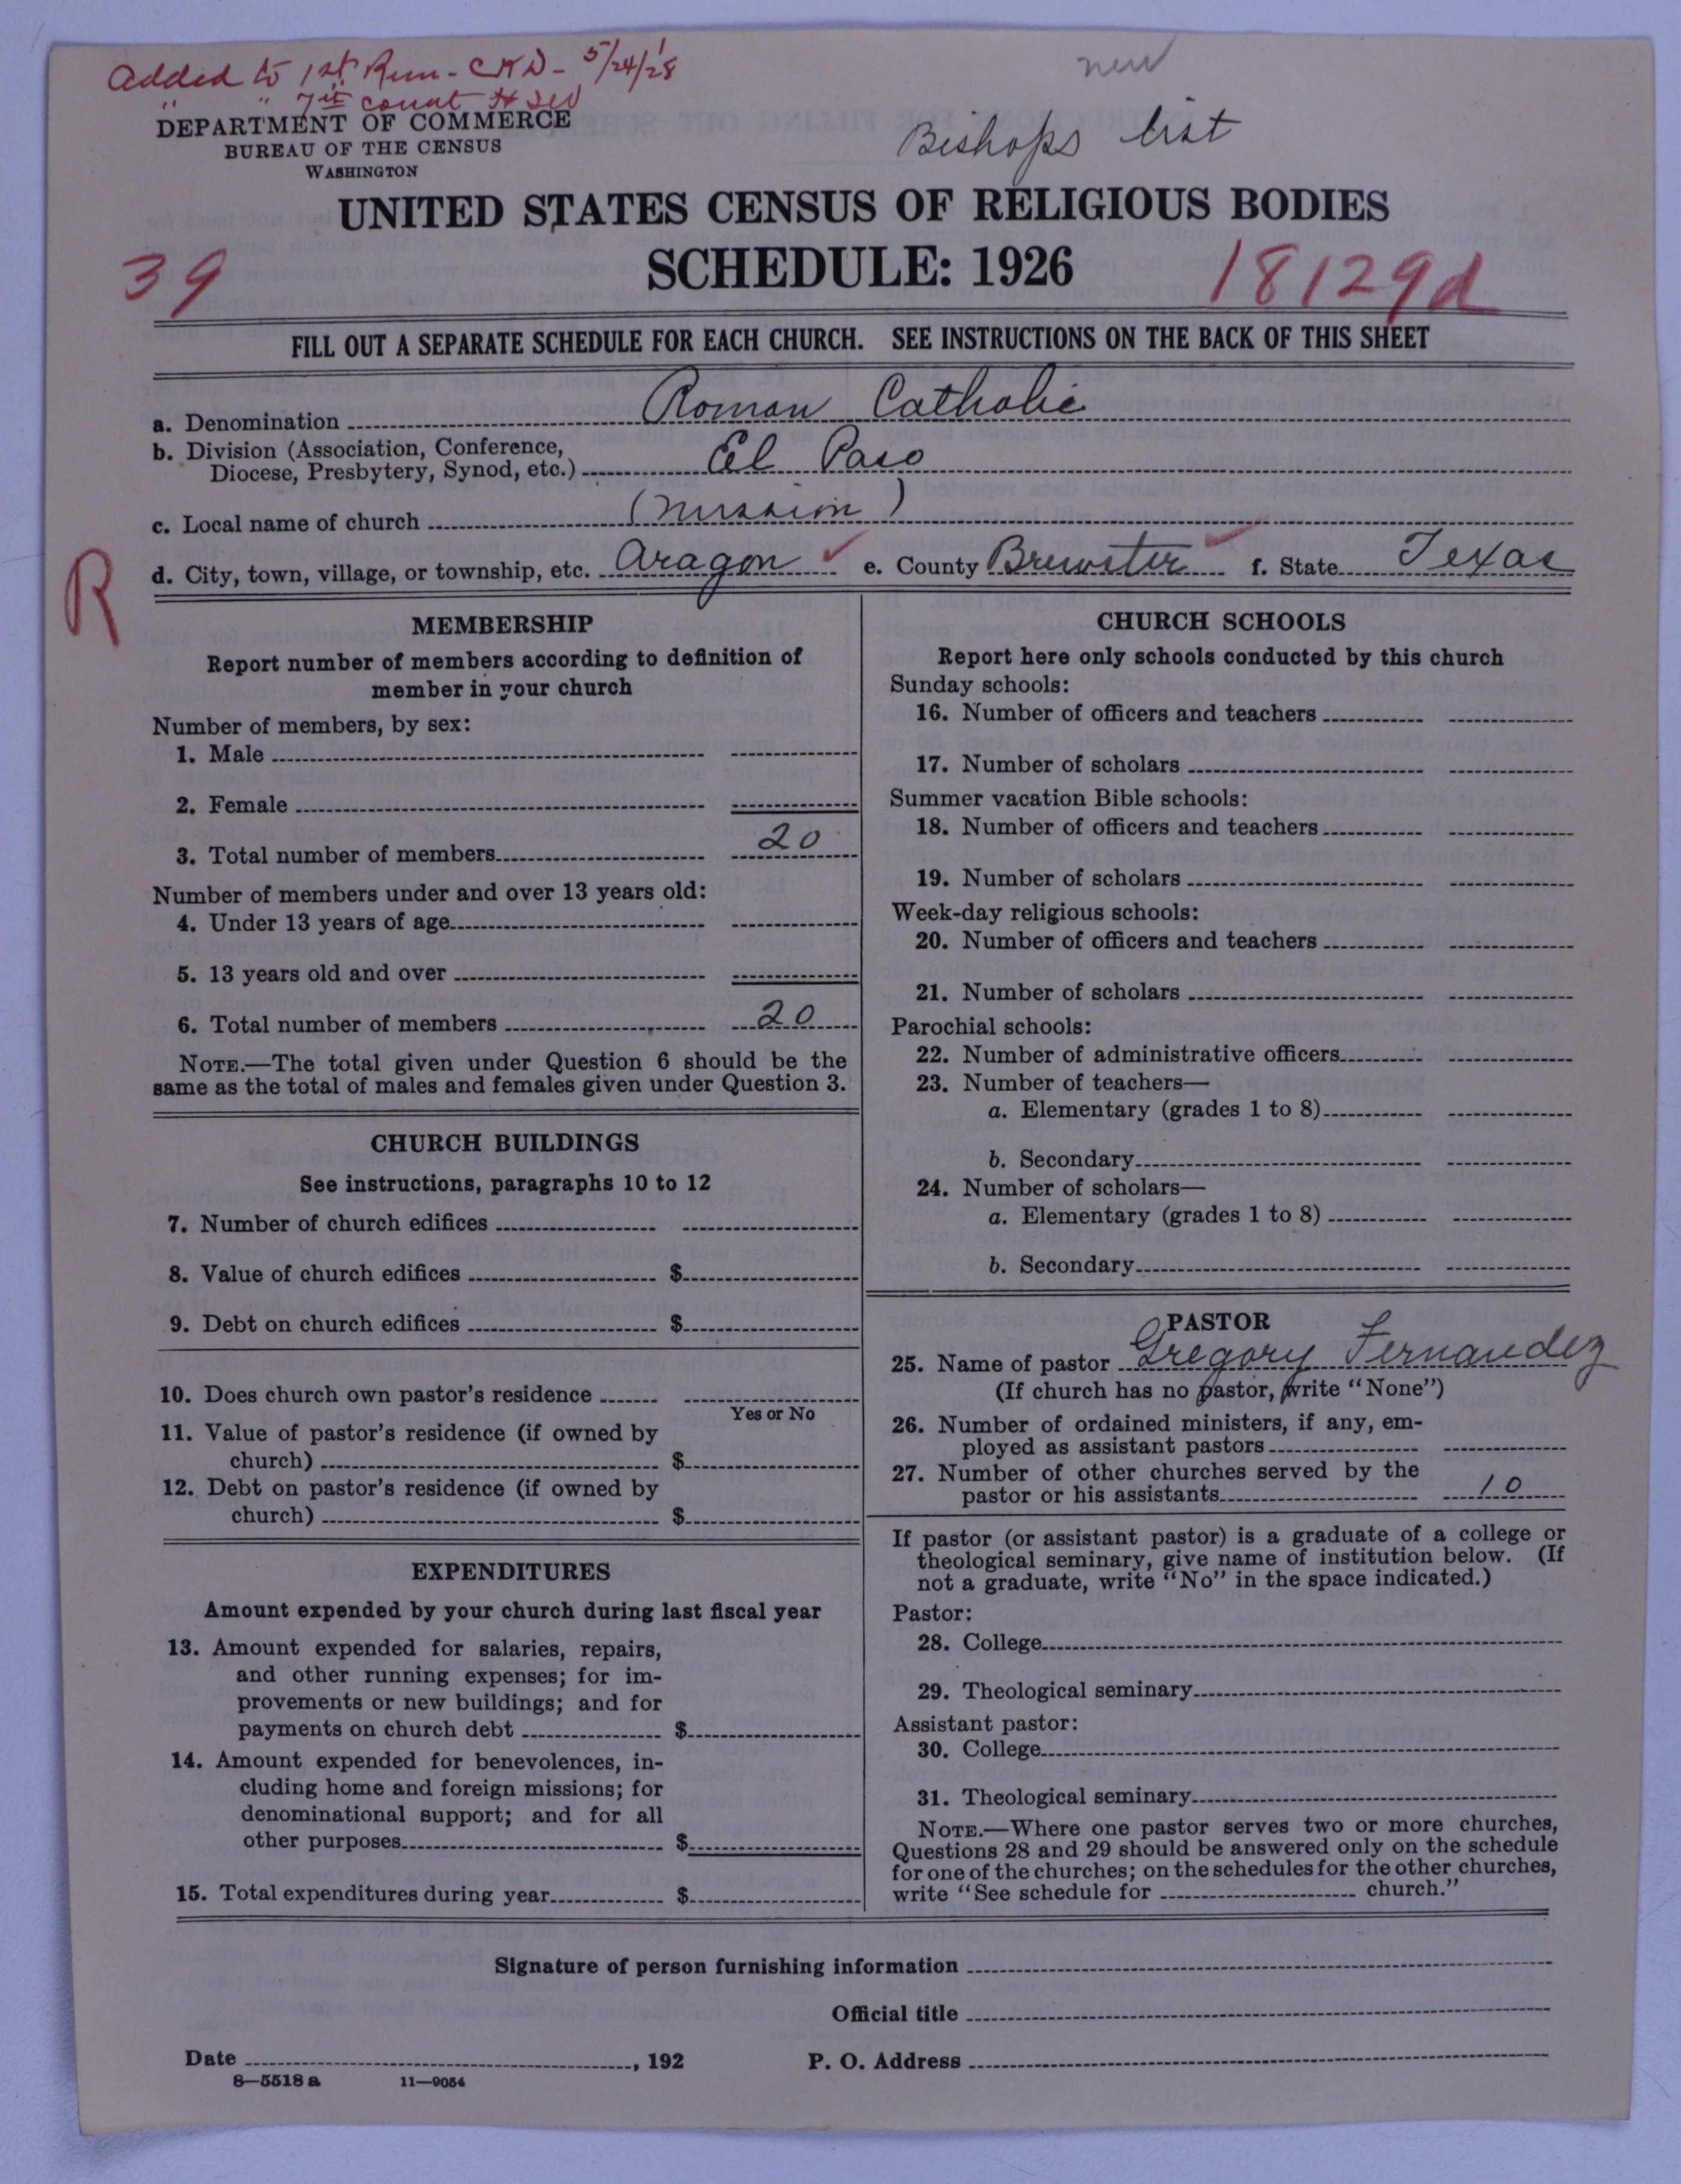 Added to 1st Run - CHD - 5/24/28
" " 7th count
new
Bishops list
DEPARTMENT OF COMMERCE
BUREAU OF THE CENSUS
WASHINGTON
UNITED STATES CENSUS OF RELIGIOUS BODIES
SCHEDULE: 1926
39
18129d
FILL OUT A SEPARATE SCHEDULE FOR EACH CHURCH. SEE INSTRUCTIONS ON THE BACK OF THIS SHEET
a. Denomination Roman Catholic
b. Division (Association, Conference,
Diocese, Presbytery, Synod, etc.) El Paso
c. Local name of church (Mission)
d. City, town, village, or township, etc. Aragon ✓ e. County Brewster ✓ f. State Texas
R
MEMBERSHIP
Report number of members according to definition of
member in your church
Number of members, by sex:
1. Male
2. Female
3. Total number of members 20
Number of members under and over 13 years old:
4. Under 13 years of age
5. 13 years old and over
6. Total number of members 20
NOTE.—The total given under Question 6 should be the
same as the total of males and females given under Question 3.
CHURCH BUILDINGS
See instructions, paragraphs 10 to 12
7. Number of church edifices
8. Value of church edifices $
9. Debt on church edifices $
10. Does church own pastor's residence
Yes or No
11. Value of pastor's residence (if owned by
church) $
12. Debt on pastor's residence (if owned by
church) $
EXPENDITURES
Amount expended by your church during last fiscal year
13. Amount expended for salaries, repairs,
and other running expenses; for im-
provements or new buildings; and for
payments on church debt $
14. Amount expended for benevolences, in-
cluding home and foreign missions; for
denominational support; and for all
other purposes $
15. Total expenditures during year $
CHURCH SCHOOLS
Report here only schools conducted by this church
Sunday schools:
16. Number of officers and teachers
17. Number of scholars
Summer vacation Bible schools:
18. Number of officers and teachers
19. Number of scholars
Week-day religious schools:
20. Number of officers and teachers
21. Number of scholars
Parochial schools:
22. Number of administrative officers
23. Number of teachers—
a. Elementary (grades 1 to 8)
b. Secondary
24. Number of scholars—
a. Elementary (grades 1 to 8)
b. Secondary
PASTOR
25. Name of pastor Gregory Fernandez
(If church has no pastor, write "None")
26. Number of ordained ministers, if any, em-
ployed as assistant pastors
27. Number of other churches served by the
pastor or his assistants 10
If pastor (or assistant pastor) is a graduate of a college or
theological seminary, give name of institution below. (If
not a graduate, write "No" in the space indicated.)
Pastor:
28. College
29. Theological seminary
Assistant pastor:
30. College
31. Theological seminary
NOTE.—Where one pastor serves two or more churches,
Questions 28 and 29 should be answered only on the schedule
for one of the churches; on the schedules for the other churches,
write "See schedule for church."
Signature of person furnishing information
Official title
Date , 192 P. O. Address
8—5518 a 11—9054